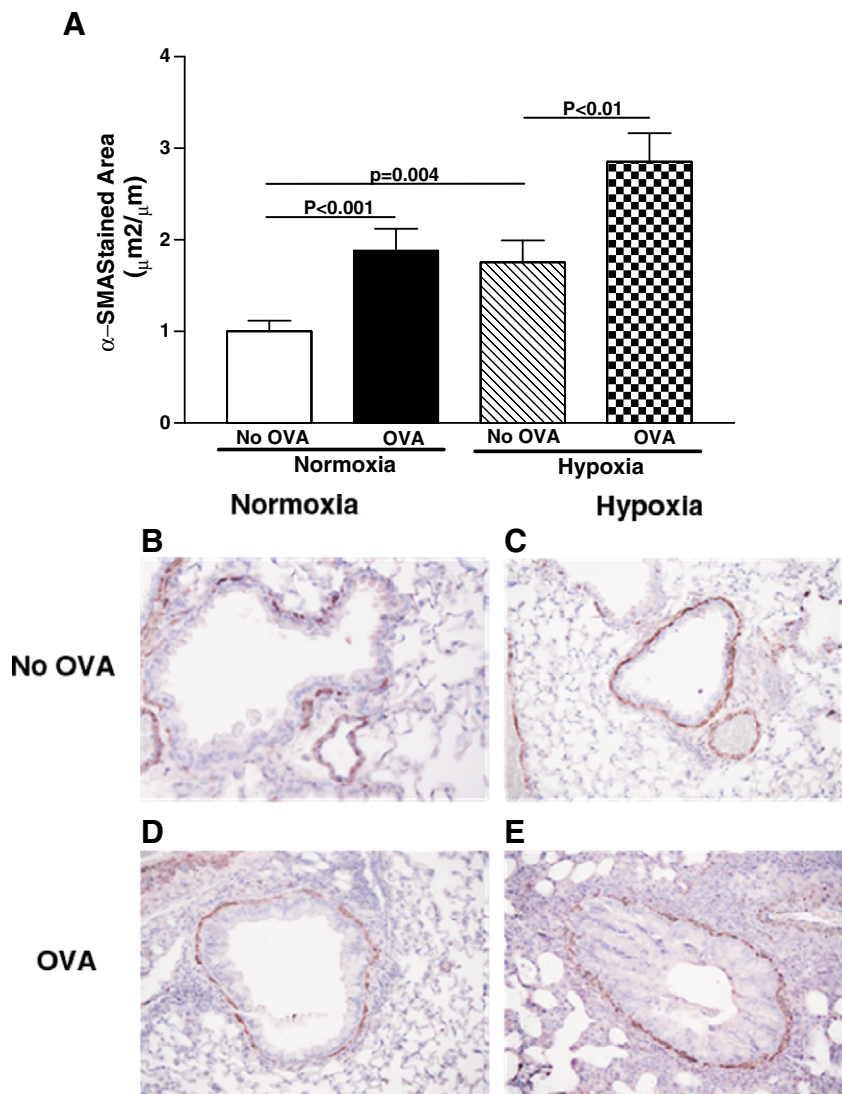 A
4
3
2
1
0
α–SMAStained Area
(μm2/μm)
P<0.01
p=0.004
P<0.001
No OVA OVA No OVA OVA
Normoxia Hypoxia
Normoxia Hypoxia
B C
No OVA
D E
OVA